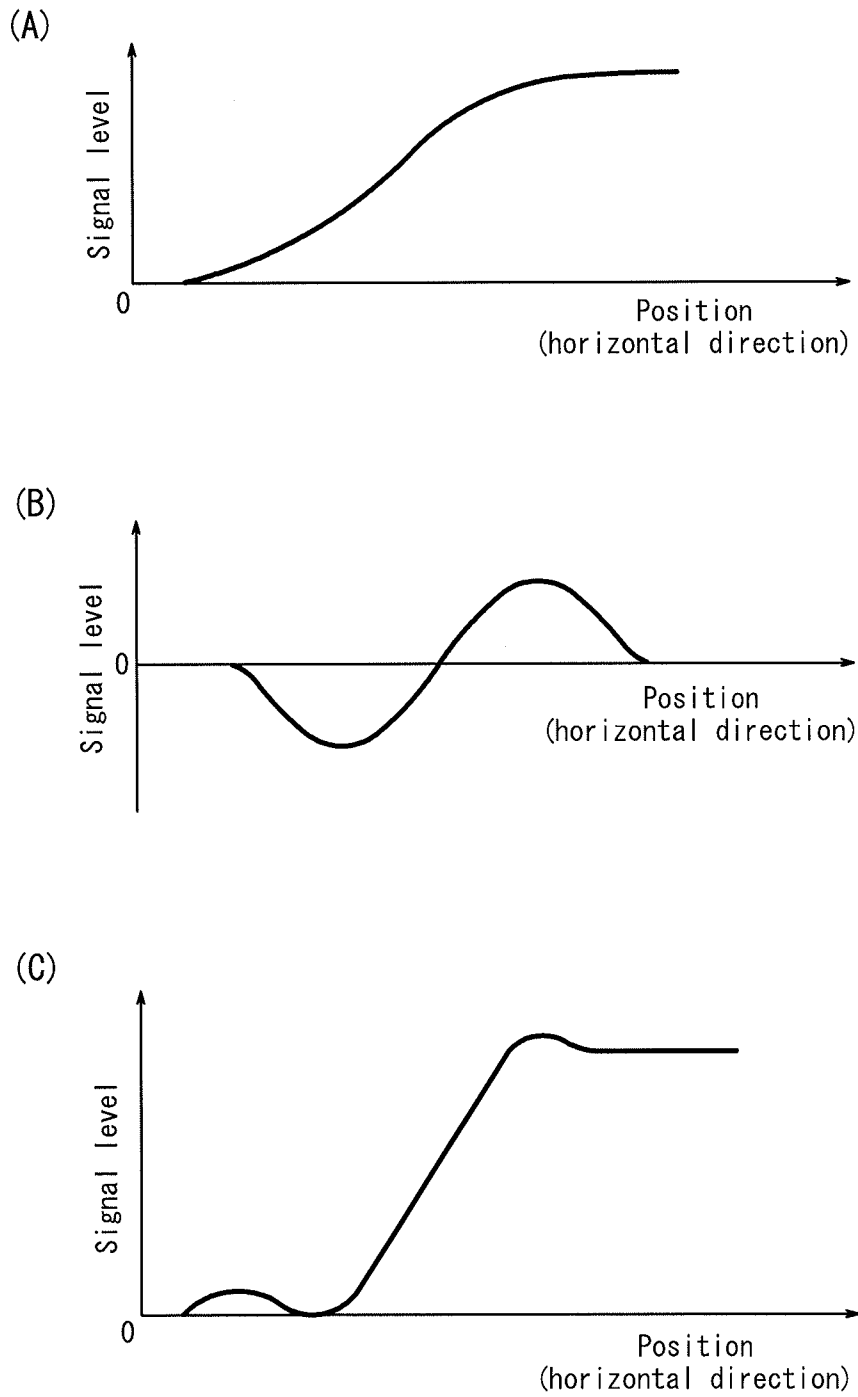 (A)
Signal level
0
Position
(horizontal direction)
(B)
Signal level
0
Position
(horizontal direction)
(C)
Signal level
0
Position
(horizontal direction)